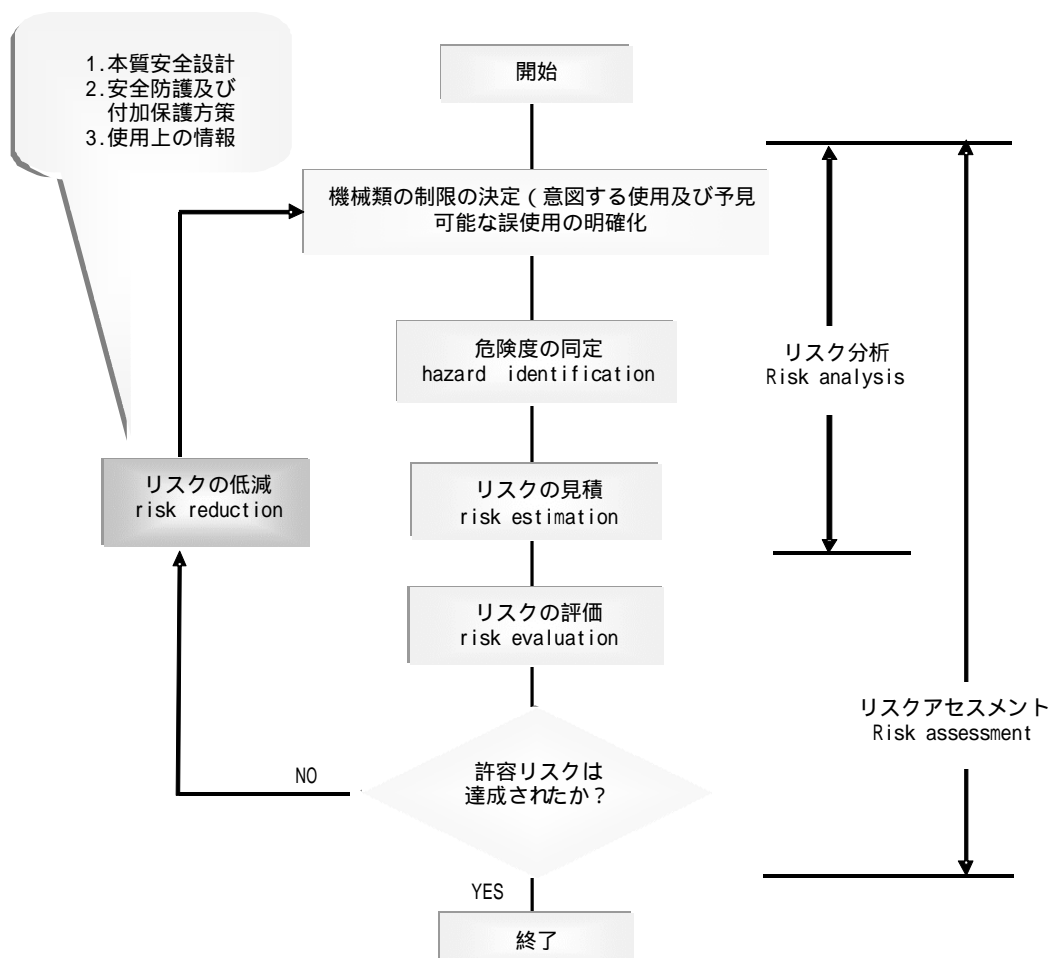 1.本質安全設計
2.安全防護及び
付加保護方策
3.使用上の情報
開始
機械類の制限の決定(意図する使用及び予見
可能な誤使用の明確化
危険度の同定
hazard identification
リスク分析
Risk analysis
リスクの低減
risk reduction
リスクの見積
risk estimation
リスクの評価
risk evaluation
リスクアセスメント
Risk assessment
許容リスクは
達成されたか?
NO
YES
終了